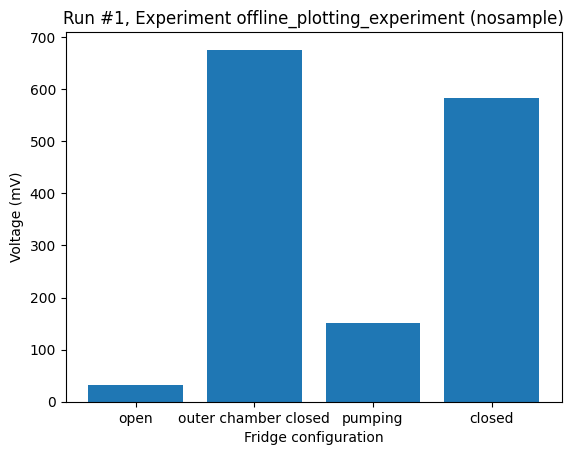 Run #1, Experiment offline_plotting_experiment (nosample)
700
600
500
400
300
200
100
0
Voltage (mV)
open outer chamber closed pumping closed
Fridge configuration